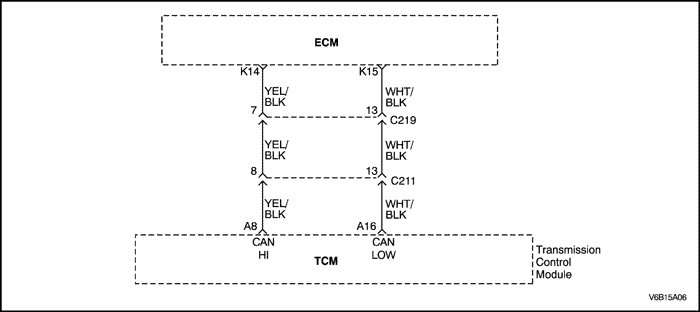 ECM
K14 K15
YEL/ WHT/
BLK BLK
7 13
C219
YEL/ WHT/
BLK BLK
8 13
C211
YEL/ WHT/
BLK BLK
A8 A16
CAN CAN
HI LOW
TCM
Transmission
Control
Module
V6B15A06